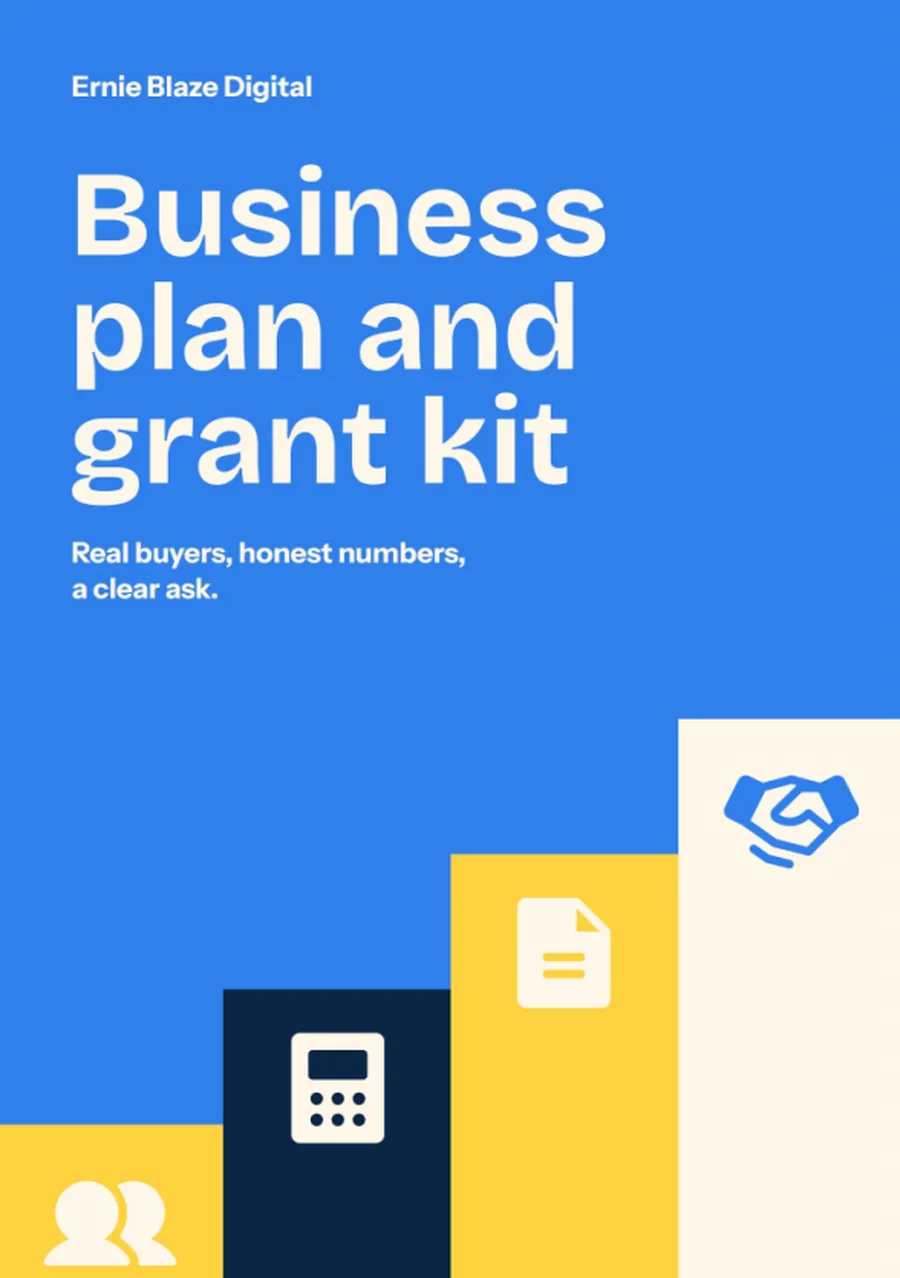 Ernie Blaze Digital
Business
plan and
grant kit
Real buyers, honest numbers,
a clear ask.